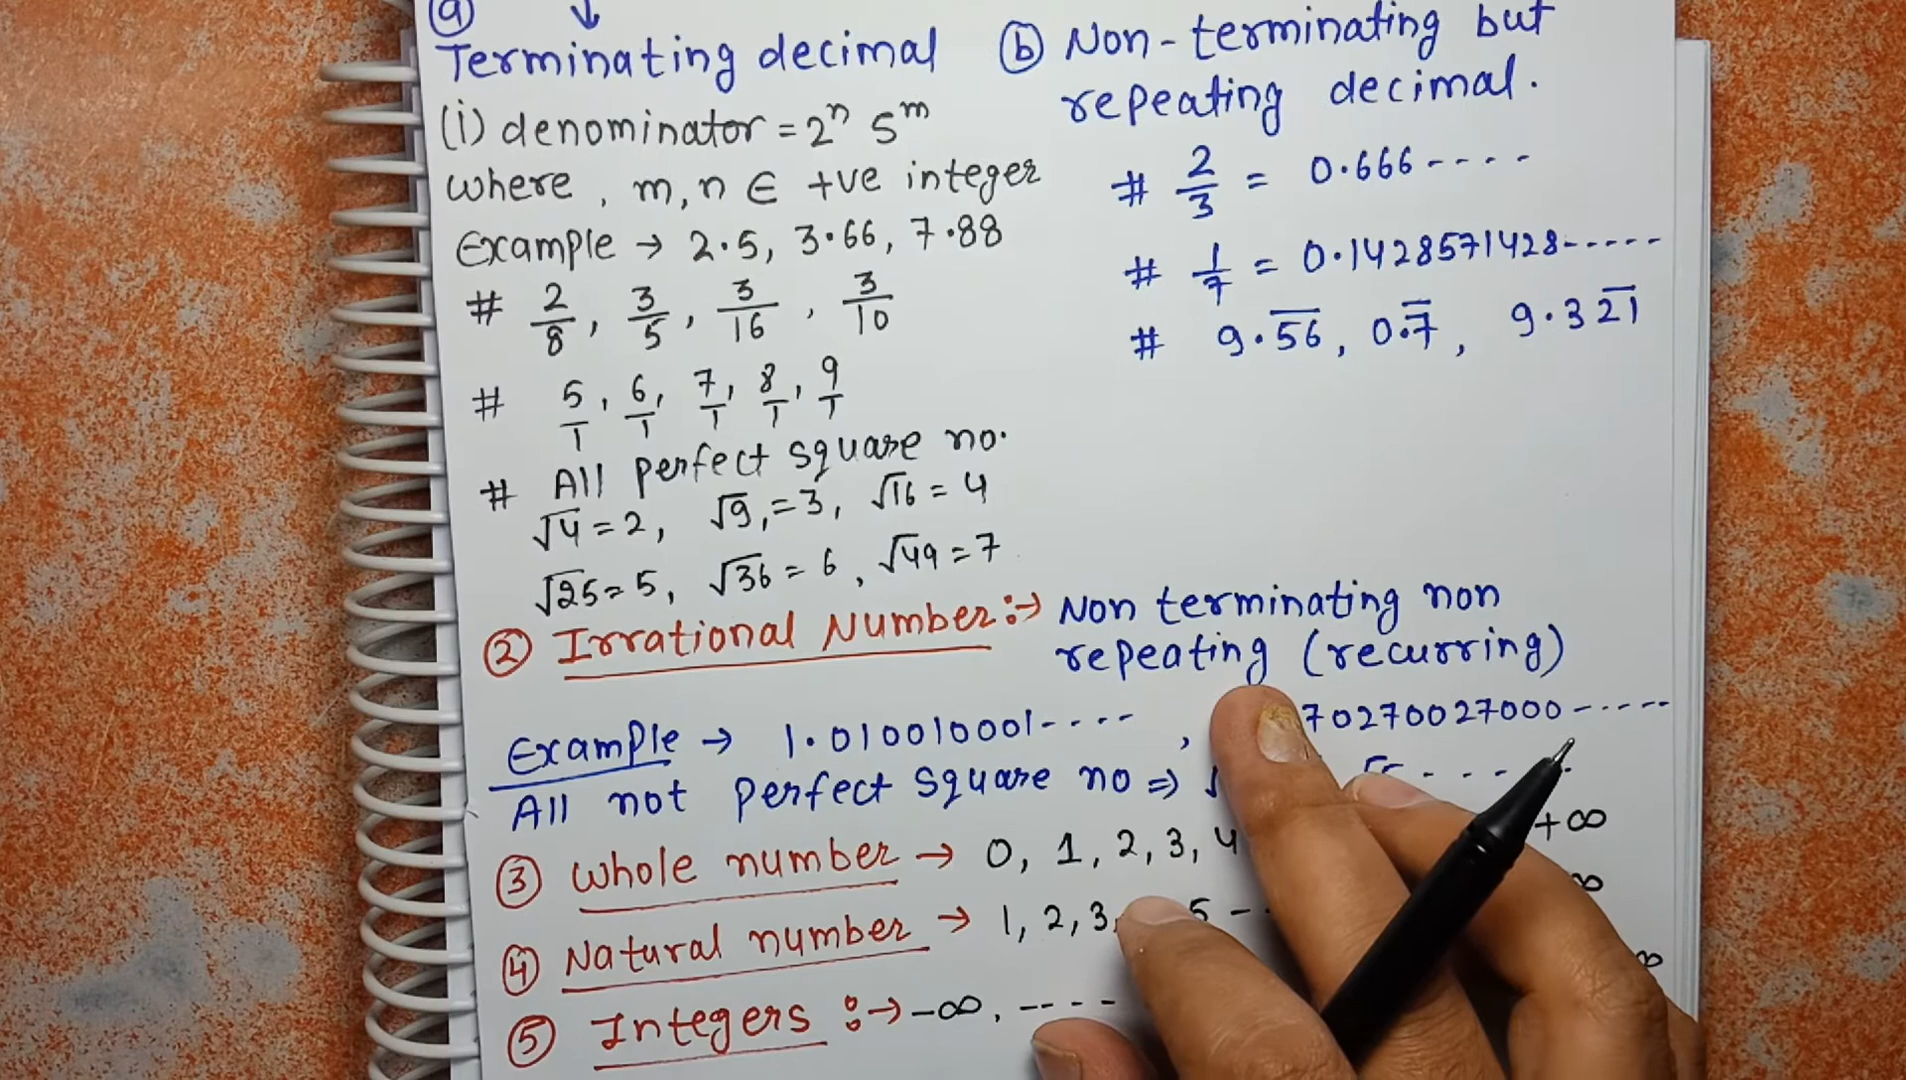 (a) ↓
Terminating decimal
(i) denominator = 2ⁿ 5ᵐ
where, m, n ∈ +ve integer
Example → 2.5, 3.66, 7.88
# 2/8, 3/5, 3/16, 3/10
# 5/1, 6/1, 7/1, 8/1, 9/1
# All perfect square no.
√4 = 2, √9 = 3, √16 = 4
√25 = 5, √36 = 6, √49 = 7
(b) Non-terminating but
repeating decimal.
# 2/3 = 0.666----
# 1/7 = 0.1428571428-----
# 9.5̅6̅, 0.7̅, 9.32̅1̅
(2) Irrational Number :→ Non terminating non
repeating (recurring)
Example → 1.010010001---- , 70270027000-----
All not perfect square no ⇒
(3) Whole number → 0, 1, 2, 3, 4 +∞
(4) Natural number → 1, 2, 3, 5 -- ∞
(5) Integers :→ -∞, ---- ∞